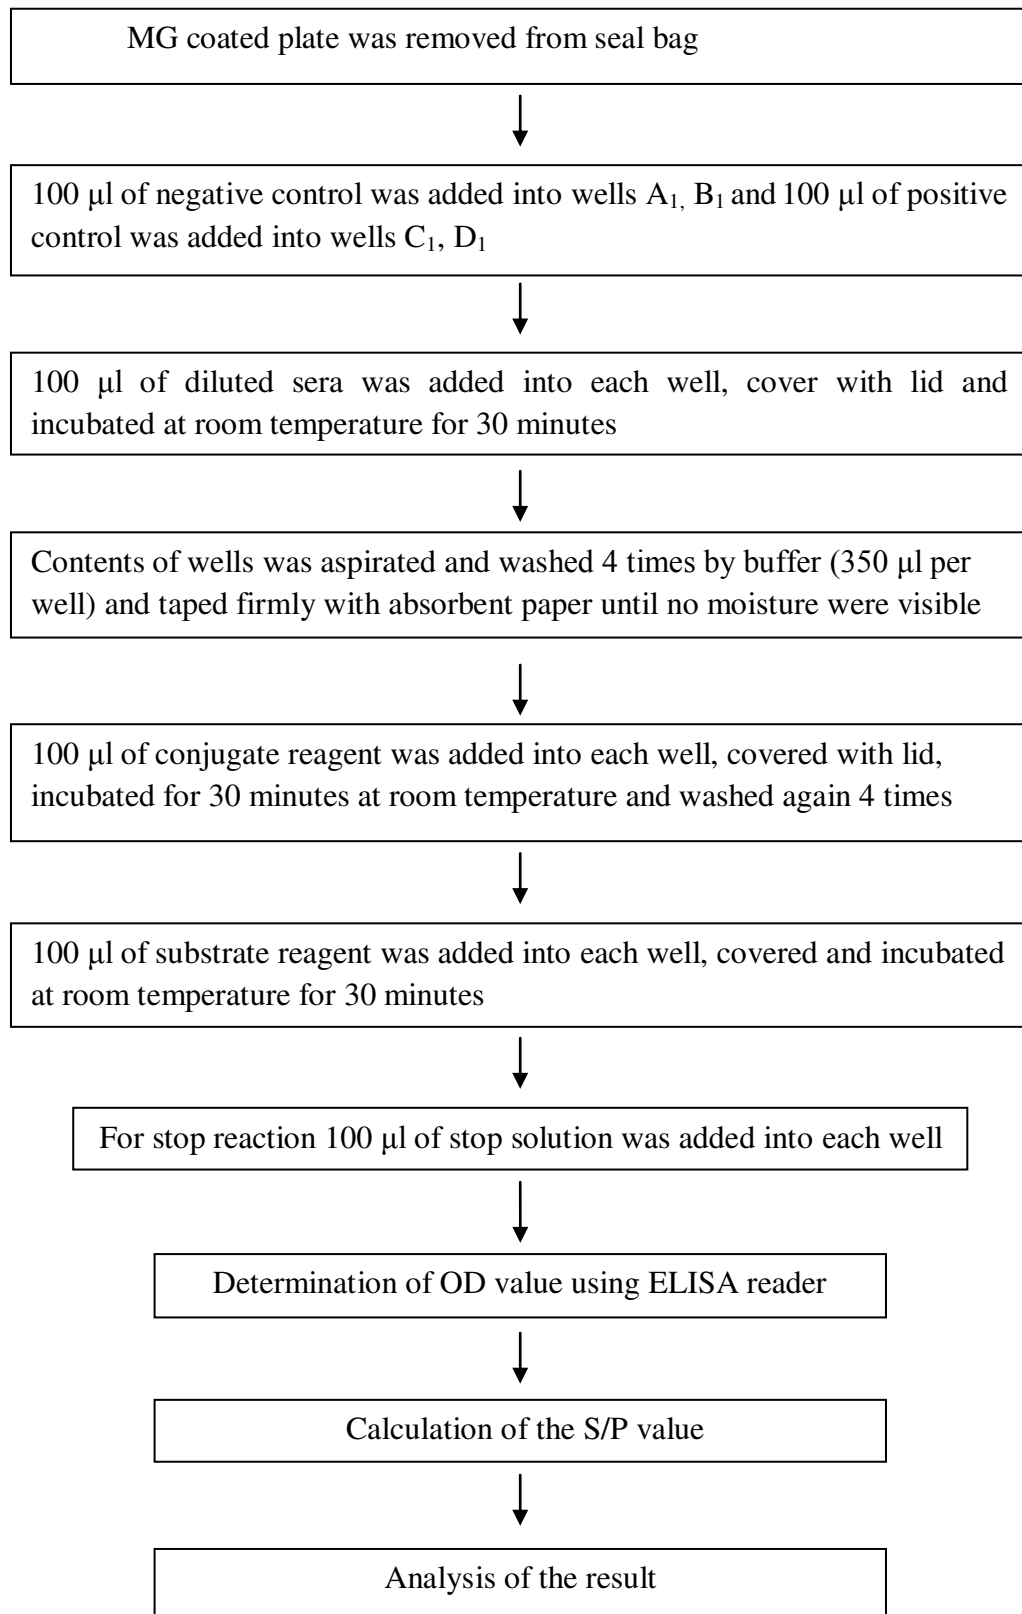 MG coated plate was removed from seal bag
100 µl of negative control was added into wells A₁, B₁ and 100 µl of positive
control was added into wells C₁, D₁
100 µl of diluted sera was added into each well, cover with lid and
incubated at room temperature for 30 minutes
Contents of wells was aspirated and washed 4 times by buffer (350 µl per
well) and taped firmly with absorbent paper until no moisture were visible
100 µl of conjugate reagent was added into each well, covered with lid,
incubated for 30 minutes at room temperature and washed again 4 times
100 µl of substrate reagent was added into each well, covered and incubated
at room temperature for 30 minutes
For stop reaction 100 µl of stop solution was added into each well
Determination of OD value using ELISA reader
Calculation of the S/P value
Analysis of the result